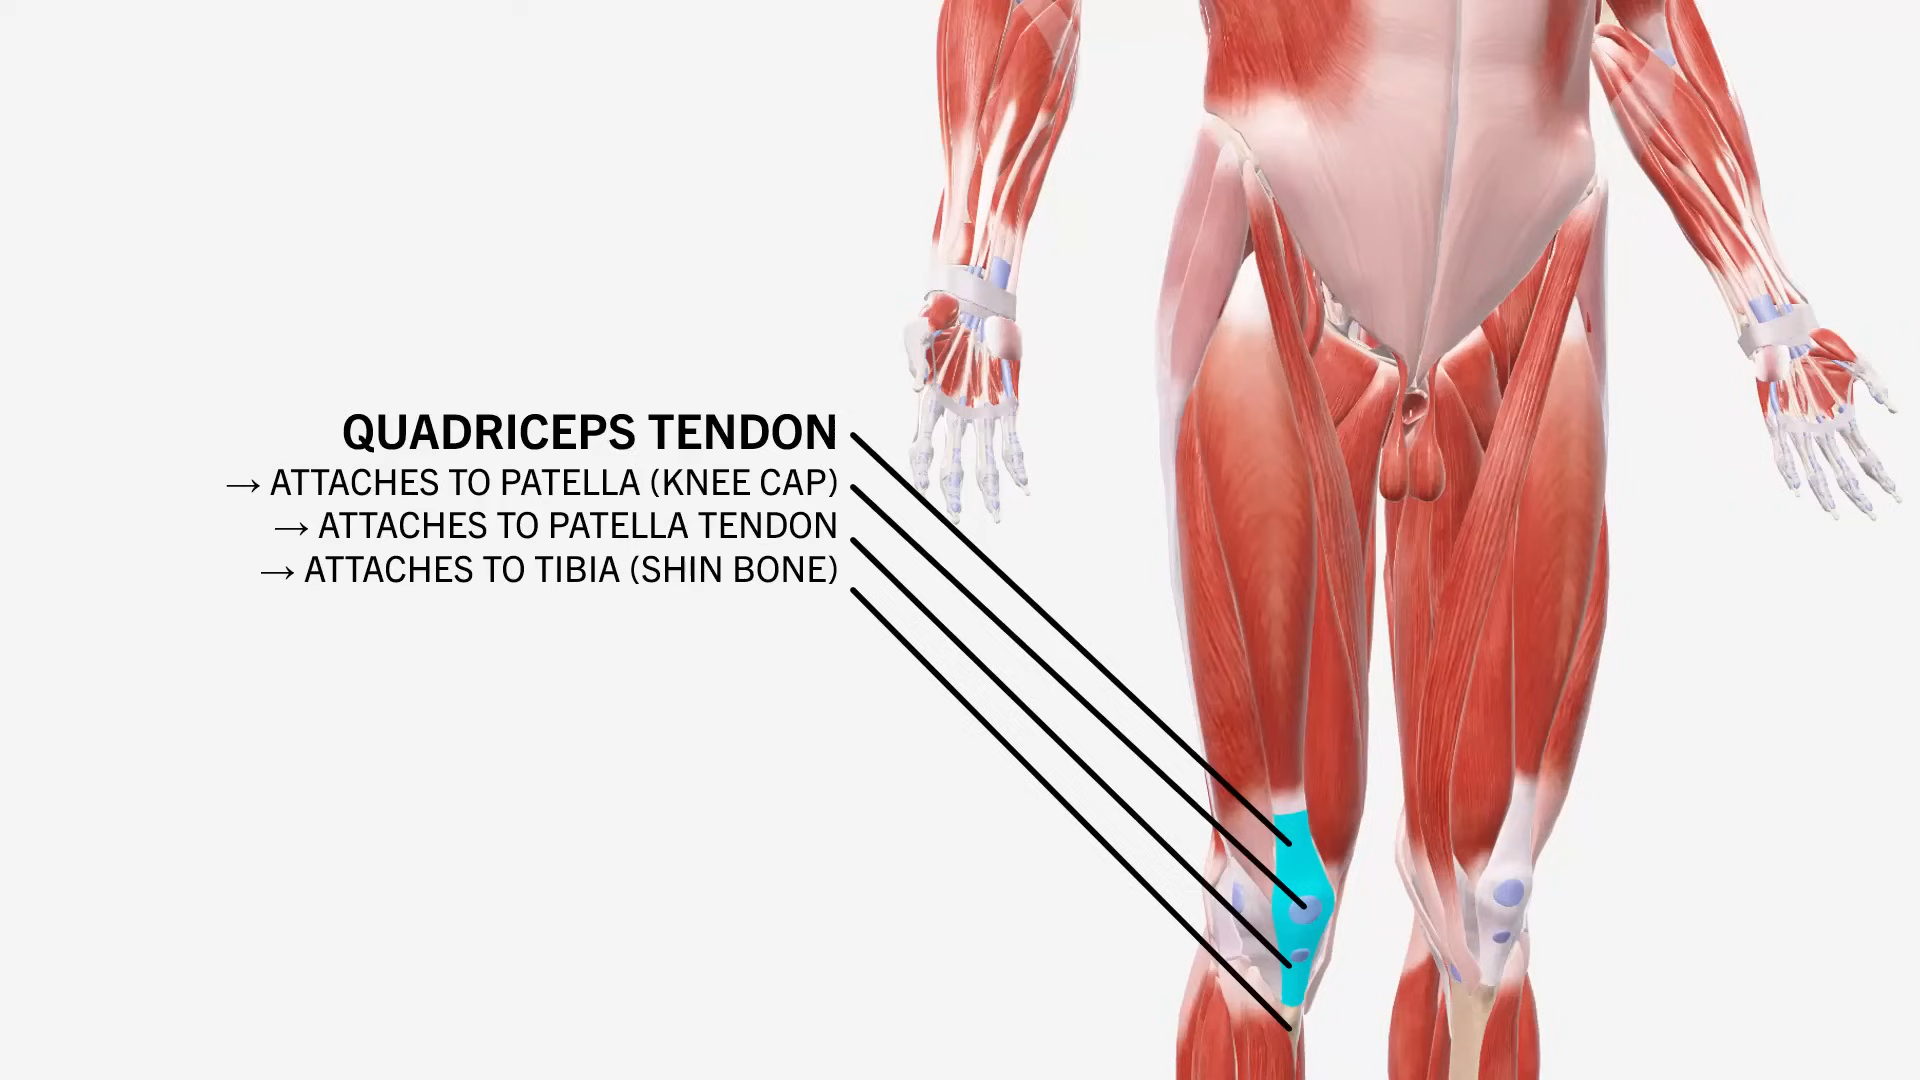 QUADRICEPS TENDON
→ ATTACHES TO PATELLA (KNEE CAP)
→ ATTACHES TO PATELLA TENDON
→ ATTACHES TO TIBIA (SHIN BONE)